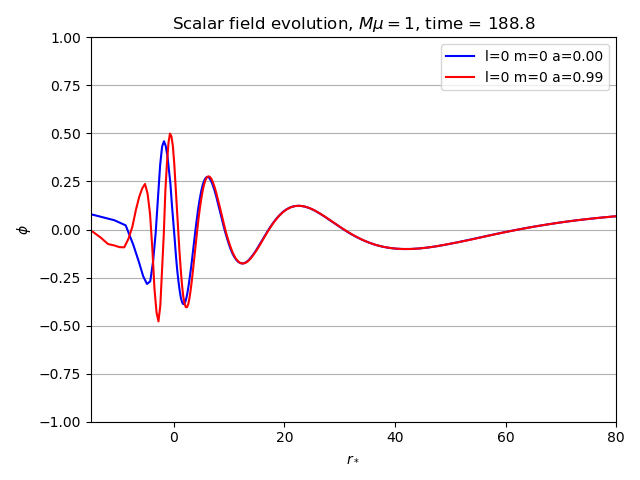 Scalar field evolution, Mμ = 1, time = 188.8
l=0 m=0 a=0.00
l=0 m=0 a=0.99
1.00
0.75
0.50
0.25
0.00
−0.25
−0.50
−0.75
−1.00
ϕ
0 20 40 60 80
r*